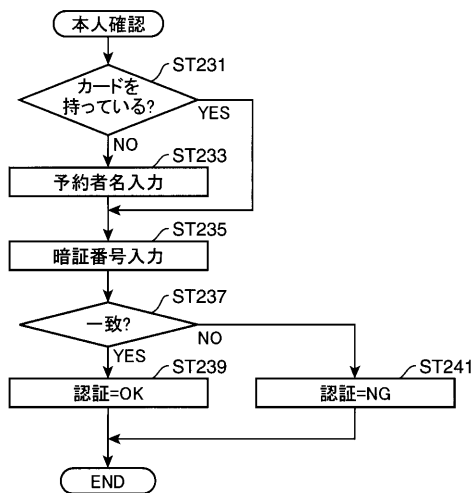 本人確認
ST231
カードを
持っている?
YES
NO
ST233
予約者名入力
ST235
暗証番号入力
ST237
一致?
NO
YES
ST239
認証=OK
ST241
認証=NG
END